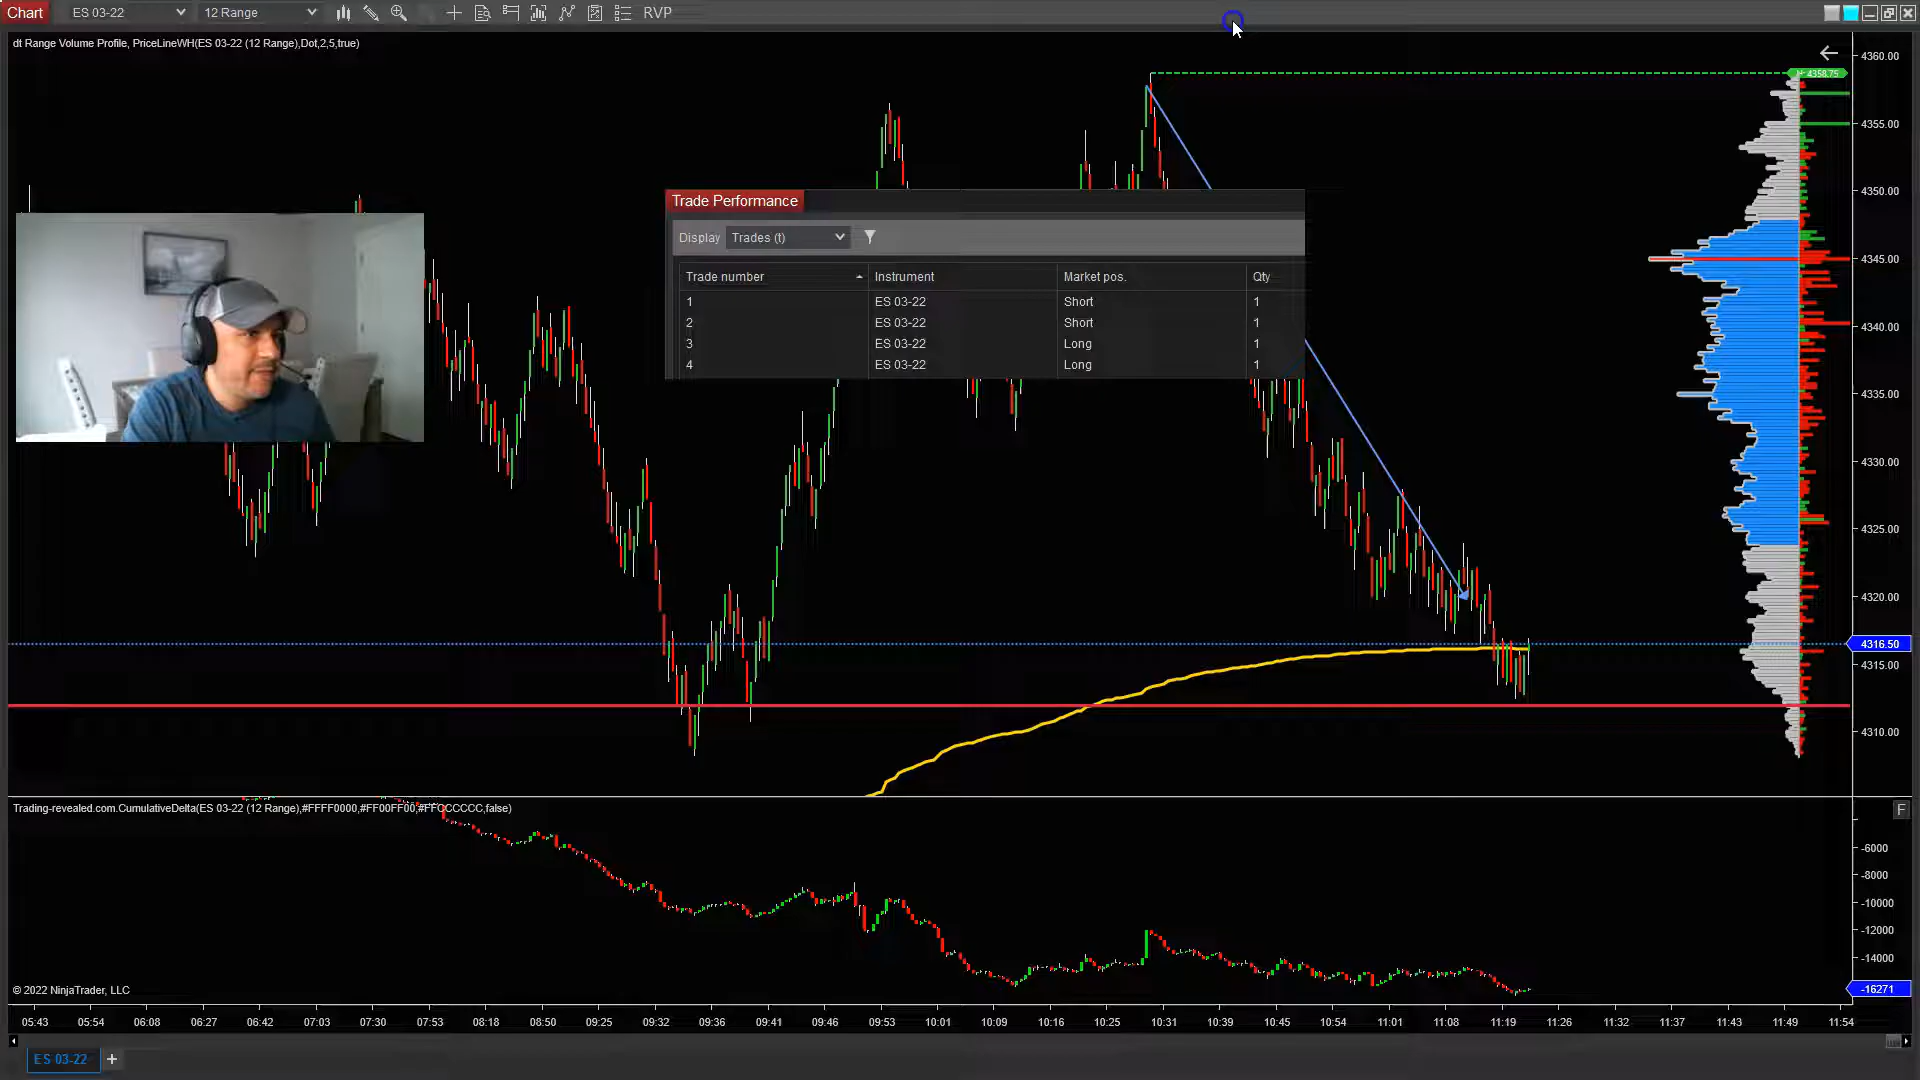 Chart ES 03-22 12 Range RVP
dt Range Volume Profile, PriceLineWH(ES 03-22 (12 Range),Dot,2,5,true)
4360.00
4358.75
4355.00
4350.00
4345.00
4340.00
4335.00
4330.00
4325.00
4320.00
4316.50
4315.00
4310.00
Trade Performance
Display Trades (t)
Trade number Instrument Market pos. Qty
1 ES 03-22 Short 1
2 ES 03-22 Short 1
3 ES 03-22 Long 1
4 ES 03-22 Long 1
Trading-revealed.com.CumulativeDelta(ES 03-22 (12 Range),#FFFF0000,#FF00FF00,#FFCCCCCC,false)
F
-6000
-8000
-10000
-12000
-14000
-16271
© 2022 NinjaTrader, LLC
05:43 05:54 06:08 06:27 06:42 07:03 07:30 07:53 08:18 08:50 09:25 09:32 09:36 09:41 09:46 09:53 10:01 10:09 10:16 10:25 10:31 10:39 10:45 10:54 11:01 11:08 11:19 11:26 11:32 11:37 11:43 11:49 11:54
ES 03-22 +